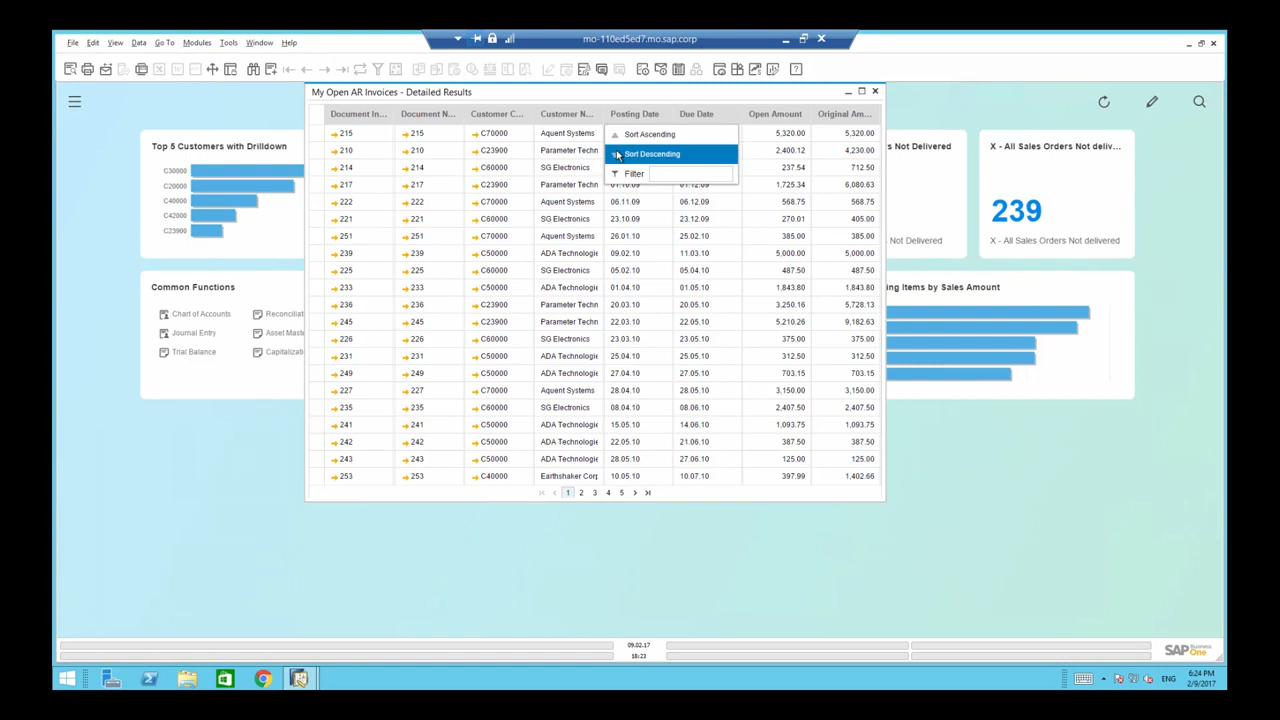 mo-110ed5ed7.mo.sap.corp
File Edit View Data Go To Modules Tools Window Help
My Open AR Invoices - Detailed Results
Document In... Document N... Customer C... Customer N... Posting Date Due Date Open Amount Original Am...
215 215 C70000 Aquent Systems 5,320.00 5,320.00
210 210 C23900 Parameter Techn 2,400.12 4,230.00
214 214 C60000 SG Electronics 237.54 712.50
217 217 C23900 Parameter Techn 01.10.09 01.12.09 1,725.34 6,080.63
222 222 C70000 Aquent Systems 06.11.09 06.12.09 568.75 568.75
221 221 C60000 SG Electronics 23.10.09 23.12.09 270.01 405.00
251 251 C70000 Aquent Systems 26.01.10 25.02.10 385.00 385.00
239 239 C50000 ADA Technologie 09.02.10 11.03.10 5,000.00 5,000.00
225 225 C60000 SG Electronics 05.02.10 05.04.10 487.50 487.50
233 233 C50000 ADA Technologie 01.04.10 01.05.10 1,843.80 1,843.80
236 236 C23900 Parameter Techn 20.03.10 20.05.10 3,250.16 5,728.13
245 245 C23900 Parameter Techn 22.03.10 22.05.10 5,210.26 9,182.63
226 226 C60000 SG Electronics 23.03.10 23.05.10 375.00 375.00
231 231 C50000 ADA Technologie 25.04.10 25.05.10 312.50 312.50
249 249 C50000 ADA Technologie 27.04.10 27.05.10 703.15 703.15
227 227 C70000 Aquent Systems 28.04.10 28.05.10 3,150.00 3,150.00
235 235 C60000 SG Electronics 08.04.10 08.06.10 2,407.50 2,407.50
241 241 C50000 ADA Technologie 15.05.10 14.06.10 1,093.75 1,093.75
242 242 C50000 ADA Technologie 22.05.10 21.06.10 387.50 387.50
243 243 C50000 ADA Technologie 28.05.10 27.06.10 125.00 125.00
253 253 C40000 Earthshaker Corp 10.05.10 10.07.10 397.99 1,402.66
1 2 3 4 5
Sort Ascending
Sort Descending
Filter
Top 5 Customers with Drilldown
C30000
C20000
C40000
C42000
C23900
s Not Delivered
Not Delivered
X - All Sales Orders Not deliv...
239
X - All Sales Orders Not delivered
Common Functions
Chart of Accounts Reconciliat
Journal Entry Asset Maste
Trial Balance Capitalizati
ng Items by Sales Amount
09.02.17
18:23
SAP Business One
ENG
6:24 PM
2/9/2017